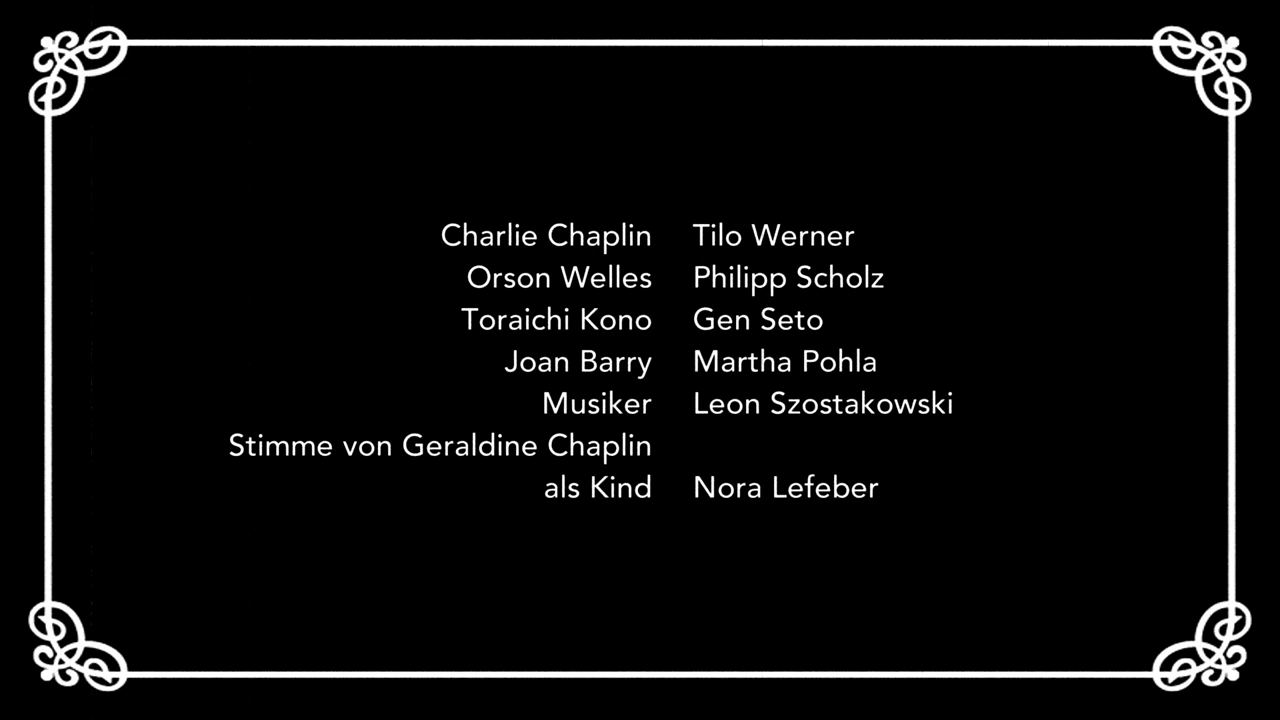 Charlie Chaplin Tilo Werner
Orson Welles Philipp Scholz
Toraichi Kono Gen Seto
Joan Barry Martha Pohla
Musiker Leon Szostakowski
Stimme von Geraldine Chaplin
als Kind Nora Lefeber